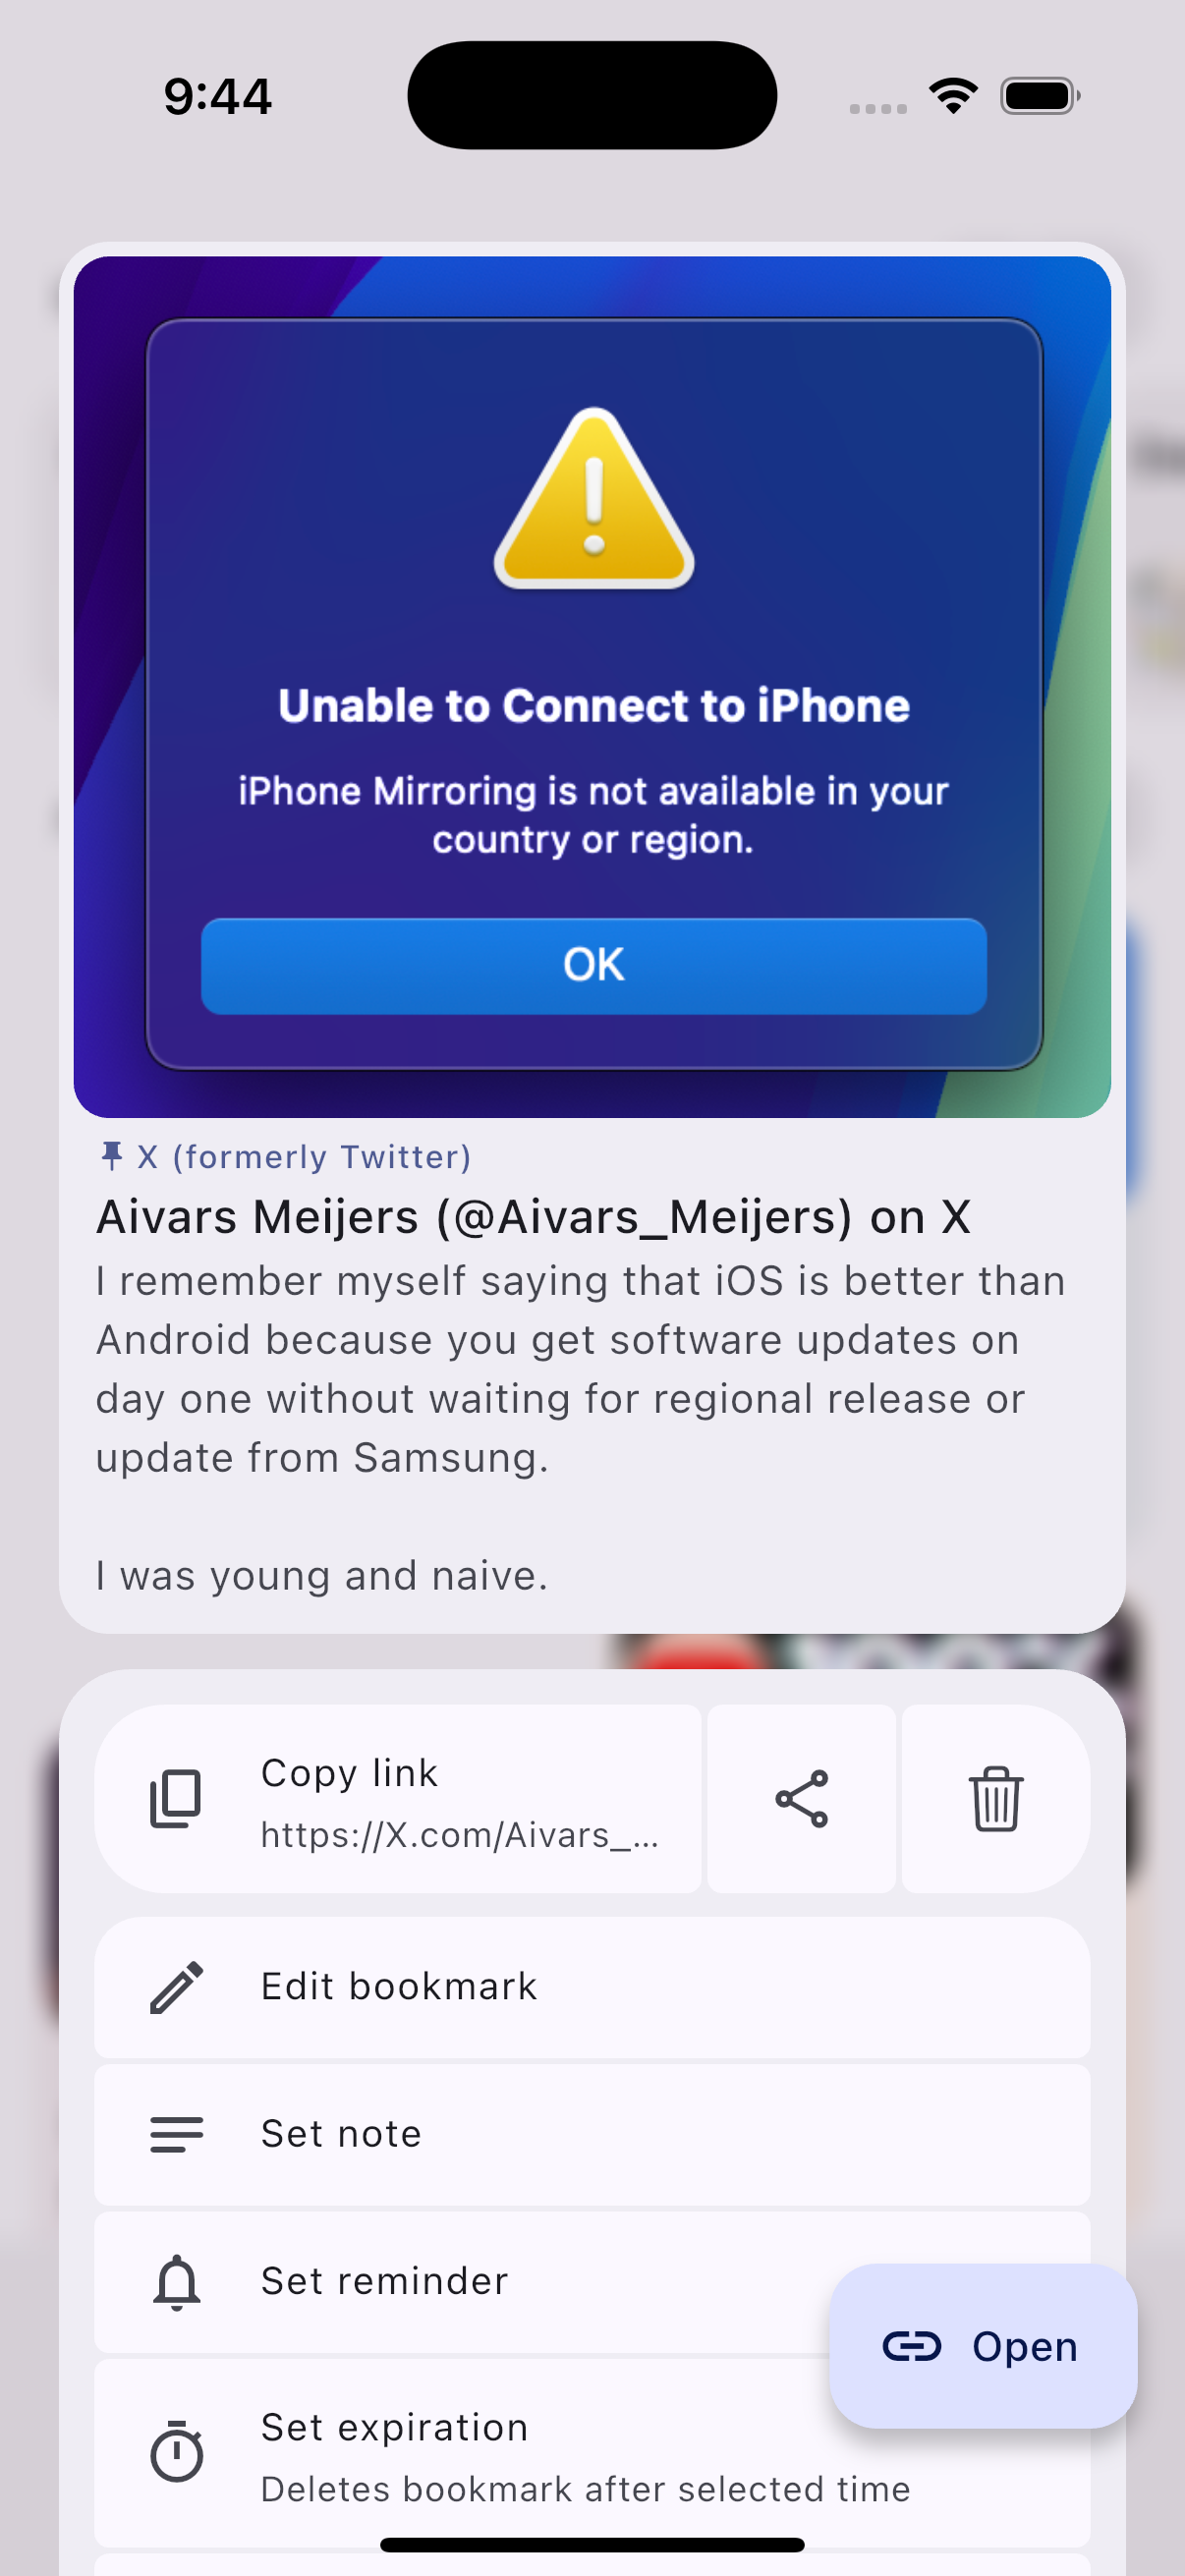 9:44
Unable to Connect to iPhone
iPhone Mirroring is not available in your
country or region.
OK
X (formerly Twitter)
Aivars Meijers (@Aivars_Meijers) on X
I remember myself saying that iOS is better than
Android because you get software updates on
day one without waiting for regional release or
update from Samsung.
I was young and naive.
Copy link
https://X.com/Aivars_...
Edit bookmark
Set note
Set reminder
Open
Set expiration
Deletes bookmark after selected time